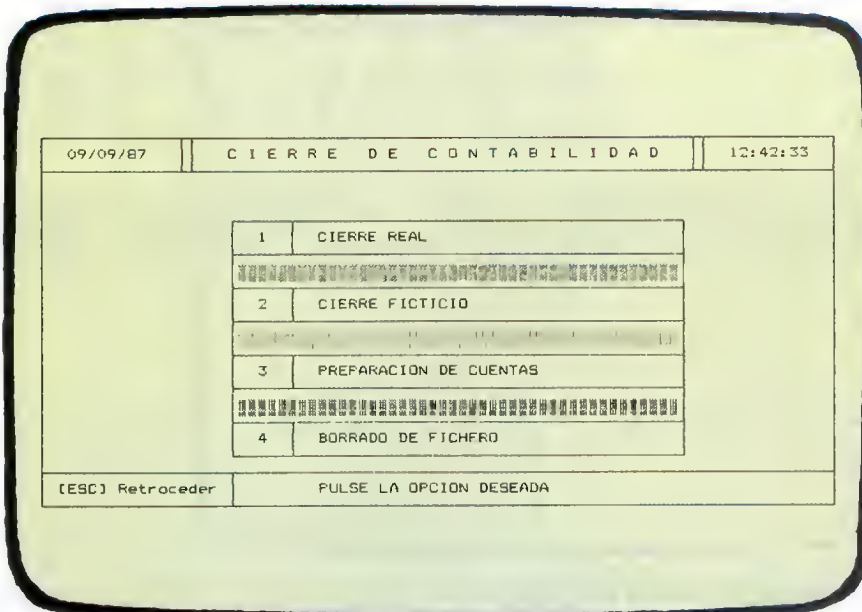 09/09/87 CIERRE DE CONTABILIDAD 12:42:33
1 CIERRE REAL
2 CIERRE FICTICIO
3 PREPARACION DE CUENTAS
4 BORRADO DE FICHERO
[ESC] Retroceder PULSE LA OPCION DESEADA